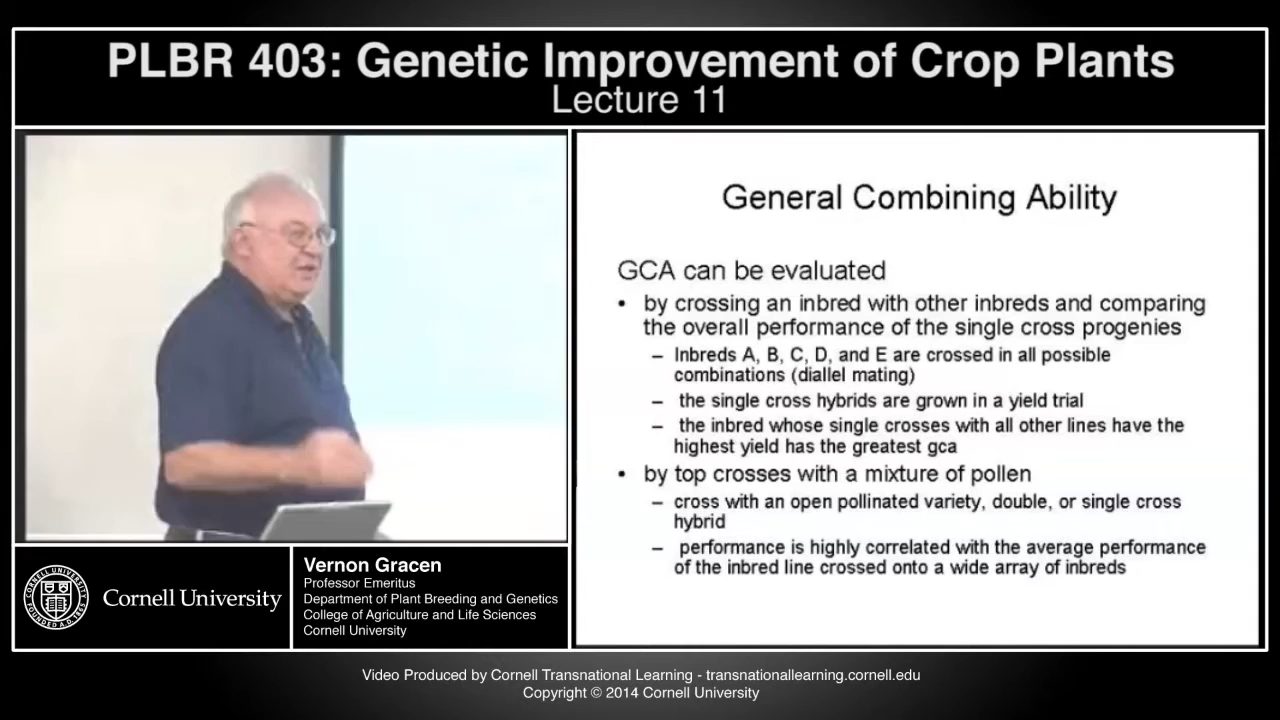 PLBR 403: Genetic Improvement of Crop Plants
Lecture 11
General Combining Ability
GCA can be evaluated
• by crossing an inbred with other inbreds and comparing
the overall performance of the single cross progenies
– Inbreds A, B, C, D, and E are crossed in all possible
combinations (diallel mating)
– the single cross hybrids are grown in a yield trial
– the inbred whose single crosses with all other lines have the
highest yield has the greatest gca
• by top crosses with a mixture of pollen
– cross with an open pollinated variety, double, or single cross
hybrid
– performance is highly correlated with the average performance
of the inbred line crossed onto a wide array of inbreds
CORNELL UNIVERSITY
FOUNDED A.D. 1865
Cornell University
Vernon Gracen
Professor Emeritus
Department of Plant Breeding and Genetics
College of Agriculture and Life Sciences
Cornell University
Video Produced by Cornell Transnational Learning - transnationallearning.cornell.edu
Copyright © 2014 Cornell University